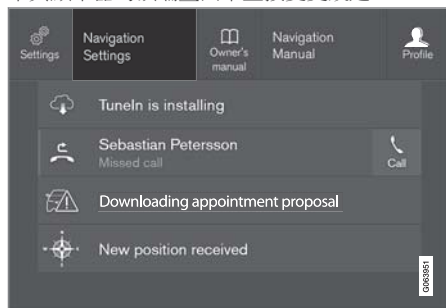 Settings
Navigation Settings
Owner's manual
Navigation Manual
Profile
TuneIn is installing
Sebastian Petersson
Missed call
Call
Downloading appointment proposal
New position received
G063951